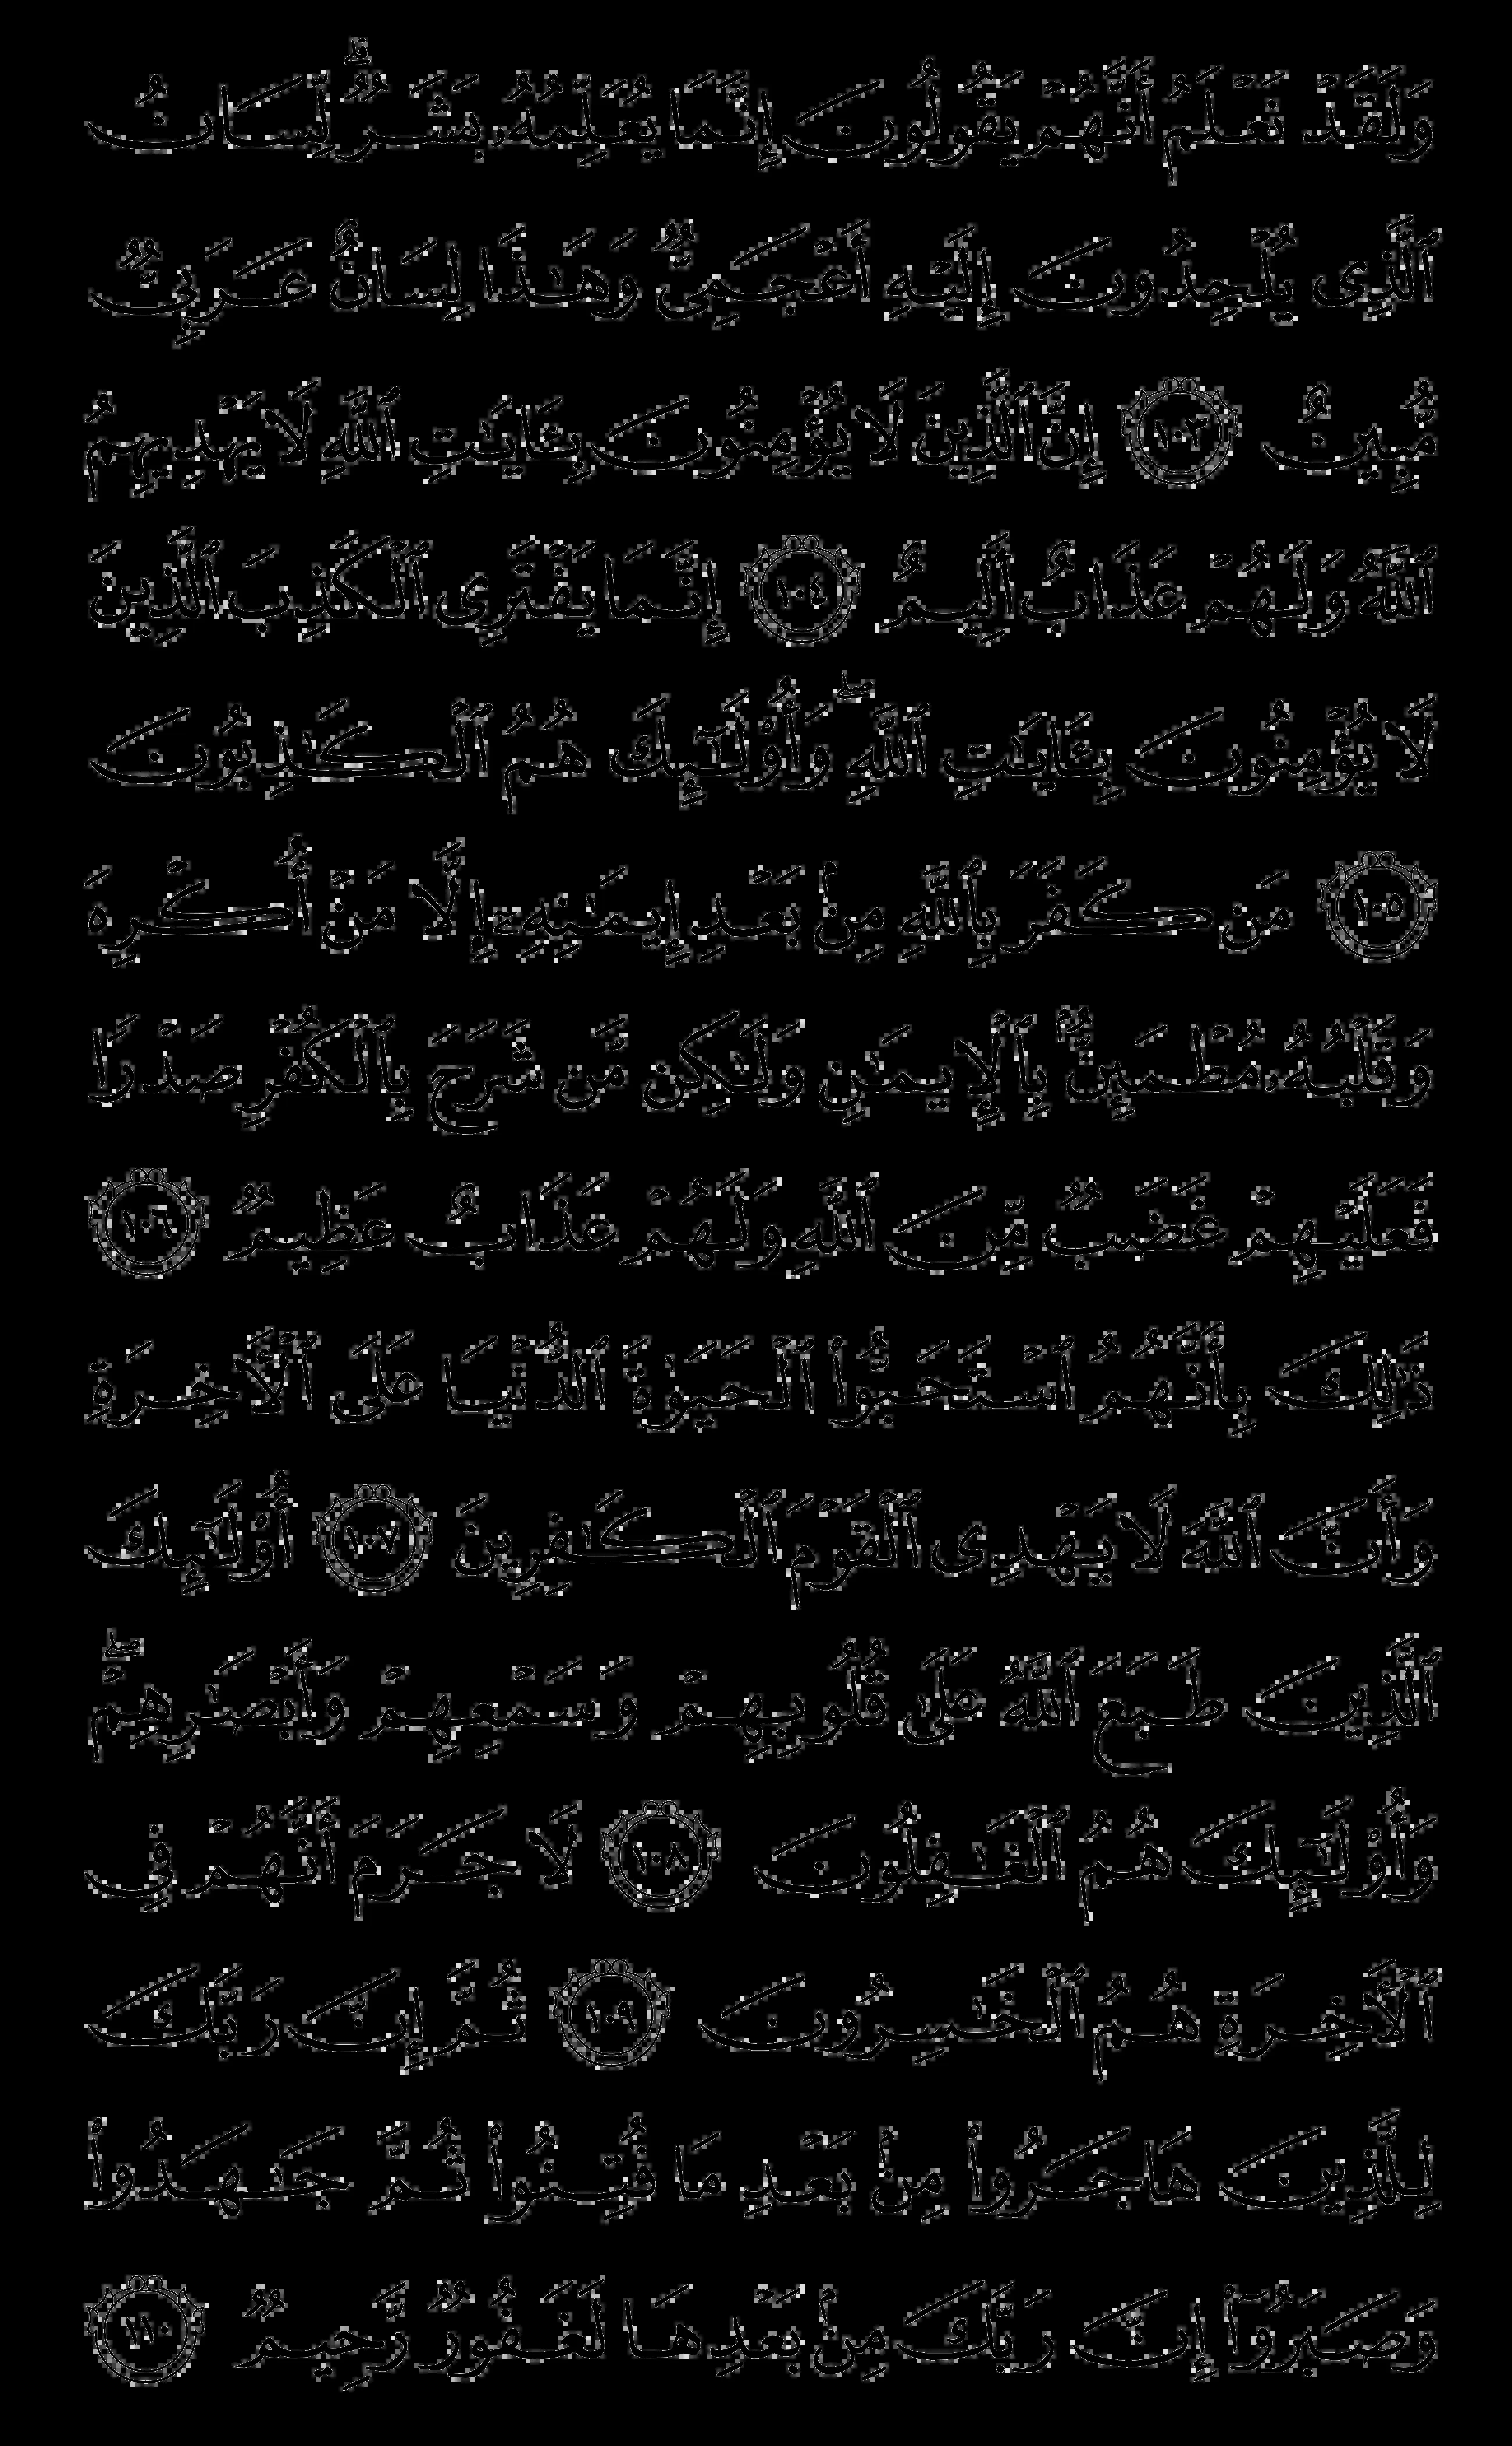 وَلَقَدْ نَعْلَمُ أَنَّهُمْ يَقُولُونَ إِنَّمَا يُعَلِّمُهُۥ بَشَرٌۗ لِّسَانُ
ٱلَّذِى يُلْحِدُونَ إِلَيْهِ أَعْجَمِىٌّ وَهَـٰذَا لِسَانٌ عَرَبِىٌّ
مُّبِينٌ ١٠٣ إِنَّ ٱلَّذِينَ لَا يُؤْمِنُونَ بِـَٔايَـٰتِ ٱللَّهِ لَا يَهْدِيهِمُ
ٱللَّهُ وَلَهُمْ عَذَابٌ أَلِيمٌ ١٠٤ إِنَّمَا يَفْتَرِى ٱلْكَذِبَ ٱلَّذِينَ
لَا يُؤْمِنُونَ بِـَٔايَـٰتِ ٱللَّهِۖ وَأُو۟لَـٰٓئِكَ هُمُ ٱلْكَـٰذِبُونَ
١٠٥ مَن كَفَرَ بِٱللَّهِ مِنۢ بَعْدِ إِيمَـٰنِهِۦٓ إِلَّا مَنْ أُكْرِهَ
وَقَلْبُهُۥ مُطْمَئِنٌّۢ بِٱلْإِيمَـٰنِ وَلَـٰكِن مَّن شَرَحَ بِٱلْكُفْرِ صَدْرًا
فَعَلَيْهِمْ غَضَبٌ مِّنَ ٱللَّهِ وَلَهُمْ عَذَابٌ عَظِيمٌ ١٠٦
ذَٰلِكَ بِأَنَّهُمُ ٱسْتَحَبُّوا۟ ٱلْحَيَوٰةَ ٱلدُّنْيَا عَلَى ٱلْـَٔاخِرَةِ
وَأَنَّ ٱللَّهَ لَا يَهْدِى ٱلْقَوْمَ ٱلْكَـٰفِرِينَ ١٠٧ أُو۟لَـٰٓئِكَ
ٱلَّذِينَ طَبَعَ ٱللَّهُ عَلَىٰ قُلُوبِهِمْ وَسَمْعِهِمْ وَأَبْصَـٰرِهِمْۖ
وَأُو۟لَـٰٓئِكَ هُمُ ٱلْغَـٰفِلُونَ ١٠٨ لَا جَرَمَ أَنَّهُمْ فِى
ٱلْـَٔاخِرَةِ هُمُ ٱلْخَـٰسِرُونَ ١٠٩ ثُمَّ إِنَّ رَبَّكَ
لِلَّذِينَ هَاجَرُوا۟ مِنۢ بَعْدِ مَا فُتِنُوا۟ ثُمَّ جَـٰهَدُوا۟
وَصَبَرُوٓا۟ إِنَّ رَبَّكَ مِنۢ بَعْدِهَا لَغَفُورٌ رَّحِيمٌ ١١٠